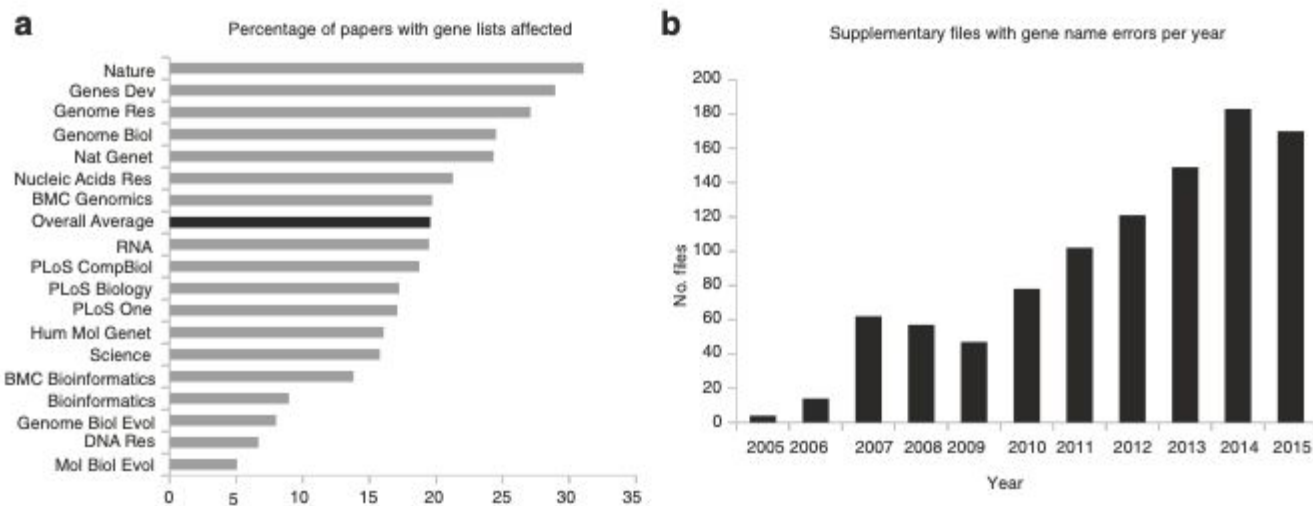 a
Percentage of papers with gene lists affected
Nature
Genes Dev
Genome Res
Genome Biol
Nat Genet
Nucleic Acids Res
BMC Genomics
Overall Average
RNA
PLoS CompBiol
PLoS Biology
PLoS One
Hum Mol Genet
Science
BMC Bioinformatics
Bioinformatics
Genome Biol Evol
DNA Res
Mol Biol Evol
0 5 10 15 20 25 30 35
b
Supplementary files with gene name errors per year
No. files
200
180
160
140
120
100
80
60
40
20
0
2005 2006 2007 2008 2009 2010 2011 2012 2013 2014 2015
Year